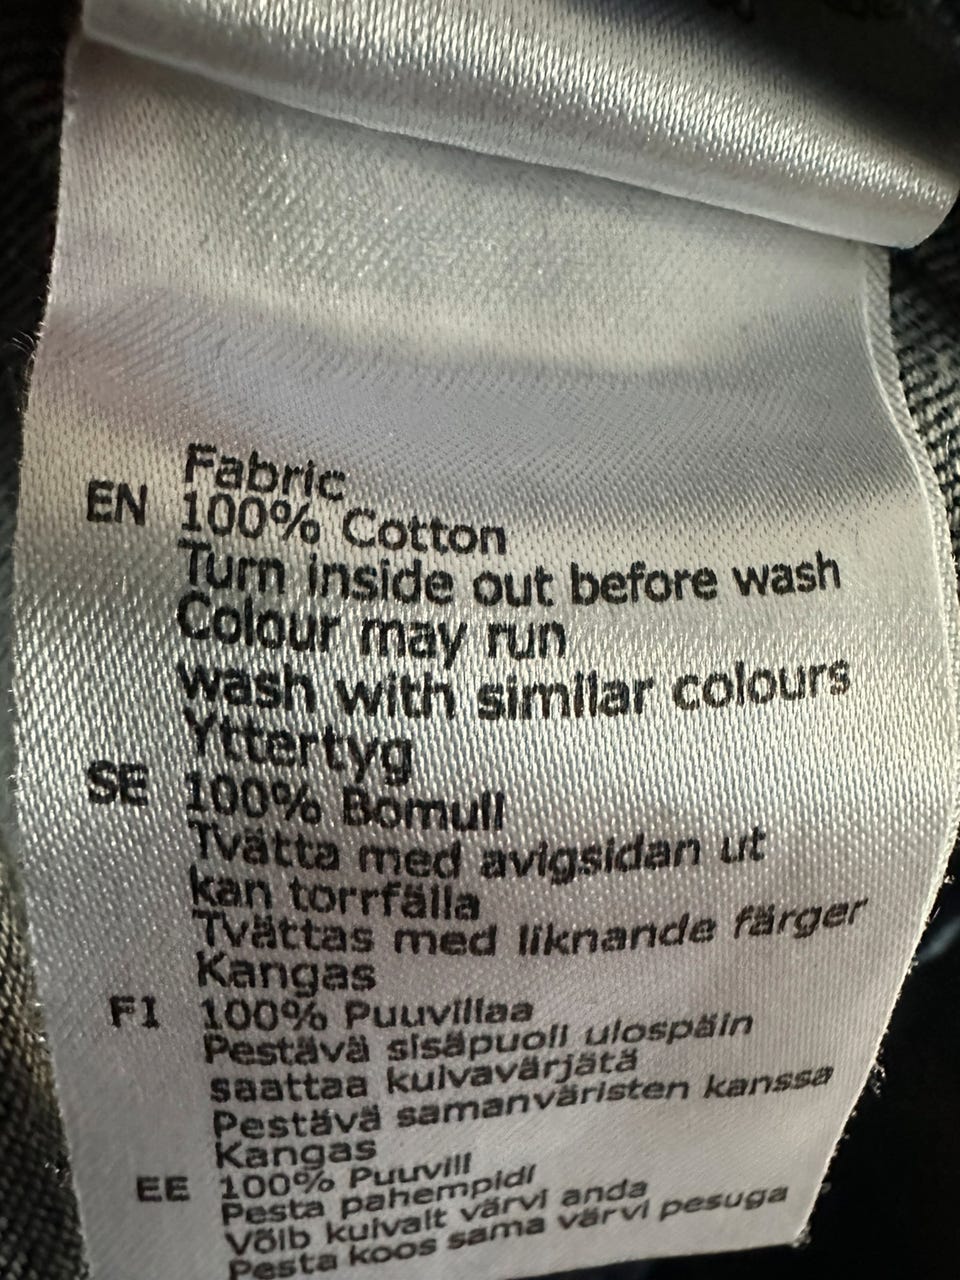 Fabric
EN 100% Cotton
Turn inside out before wash
Colour may run
wash with similar colours
Yttertyg
SE 100% Bomull
Tvätta med avigsidan ut
kan torrfälla
Tvättas med liknande färger
Kangas
FI 100% Puuvillaa
Pestävä sisäpuoli ulospäin
saattaa kuivavärjätä
Pestävä samanväristen kanssa
Kangas
EE 100% Puuvill
Pesta pahempidi
Võib kuivalt värvi anda
Pesta koos sama värvi pesuga